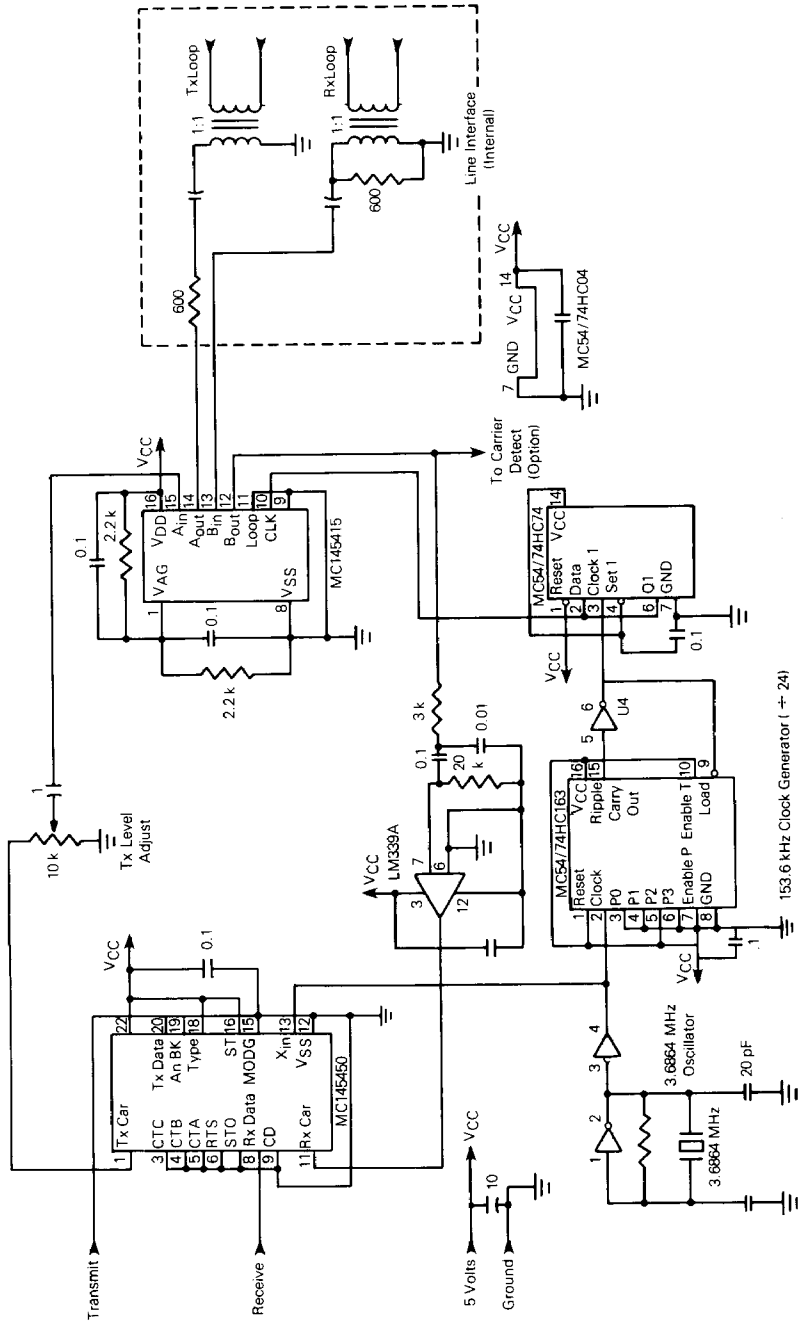 Transmit
Receive
5 Volts
Ground
VCC
10
Tx Car
CTC
CTB
CTA
RTS
STO
Rx Data
CD
Rx Car
1
3
4
5
6
8
9
11
22
20
19
18
16
15
13
12
Tx Data
An BK
Type
ST
MODG
Xin
VSS
MC145450
VCC
0.1
10k
Tx Level
Adjust
1
VCC
LM339A
3
12
7
6
0.1
20
k
0.01
3 k
0.1
2.2 k
VCC
1
VAG
8
VSS
0.1
2.2 k
16
15
14
13
12
11
10
9
VDD
Ain
Aout
Bin
Bout
Loop
CLK
MC145415
To Carrier
Detect
(Option)
600
600
1:1
1:1
TxLoop
RxLoop
Line Interface
(Internal)
1
2
3
4
3.6864 MHz
3.6864 MHz
Oscillator
20 pF
MC54/74HC163
1
2
3
4
5
6
7
8
Reset
Clock
P0
P1
P2
P3
Enable P
GND
VCC
Ripple
Carry
Out
Enable T
Load
16
15
10
9
VCC
.1
153.6 kHz Clock Generator (÷ 24)
5
6
U4
VCC
MC54/74HC74
1
2
3
4
6
7
Reset
Data
Clock 1
Set 1
Q1
GND
VCC
14
0.1
7
GND
VCC
14
VCC
MC54/74HC04